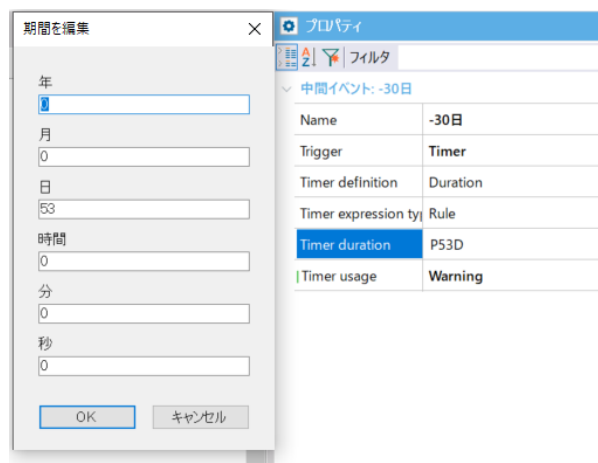 期間を編集
年
0
月
0
日
53
時間
0
分
0
秒
0
OK
キャンセル
プロパティ
フィルタ
中間イベント: -30日
Name -30日
Trigger Timer
Timer definition Duration
Timer expression typ Rule
Timer duration P53D
Timer usage Warning